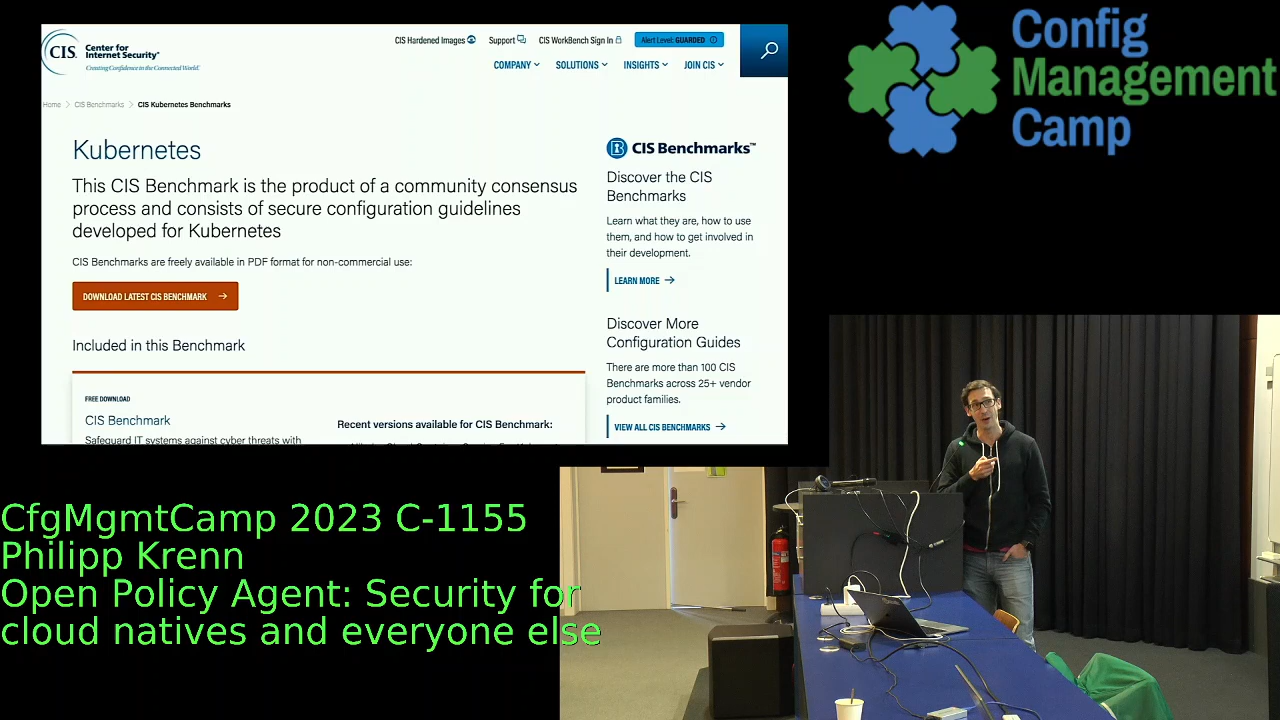 CIS. Center for
Internet Security®
Creating Confidence in the Connected World.
CIS Hardened Images
Support
CIS WorkBench Sign In
Alert Level: GUARDED
COMPANY
SOLUTIONS
INSIGHTS
JOIN CIS
Home > CIS Benchmarks > CIS Kubernetes Benchmarks
Kubernetes
This CIS Benchmark is the product of a community consensus
process and consists of secure configuration guidelines
developed for Kubernetes
CIS Benchmarks are freely available in PDF format for non-commercial use:
DOWNLOAD LATEST CIS BENCHMARK →
Included in this Benchmark
FREE DOWNLOAD
CIS Benchmark
Safeguard IT systems against cyber threats with
Recent versions available for CIS Benchmark:
CIS Benchmarks™
Discover the CIS
Benchmarks
Learn what they are, how to use
them, and how to get involved in
their development.
LEARN MORE →
Discover More
Configuration Guides
There are more than 100 CIS
Benchmarks across 25+ vendor
product families.
VIEW ALL CIS BENCHMARKS →
Config
Management
Camp
CfgMgmtCamp 2023 C-1155
Philipp Krenn
Open Policy Agent: Security for
cloud natives and everyone else